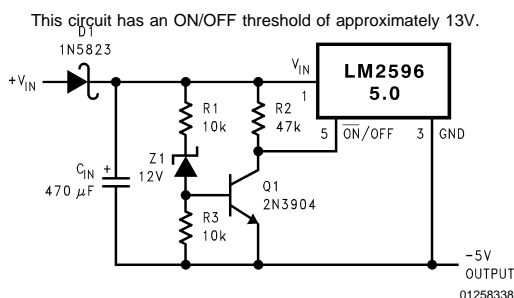 This circuit has an ON/OFF threshold of approximately 13V.
D1
1N5823
+VIN
VIN
1
LM2596
5.0
R1
10k
R2
47k
5
ON/OFF
3
GND
CIN
+
470 μF
Z1
12V
Q1
2N3904
R3
10k
-5V
OUTPUT
01258338